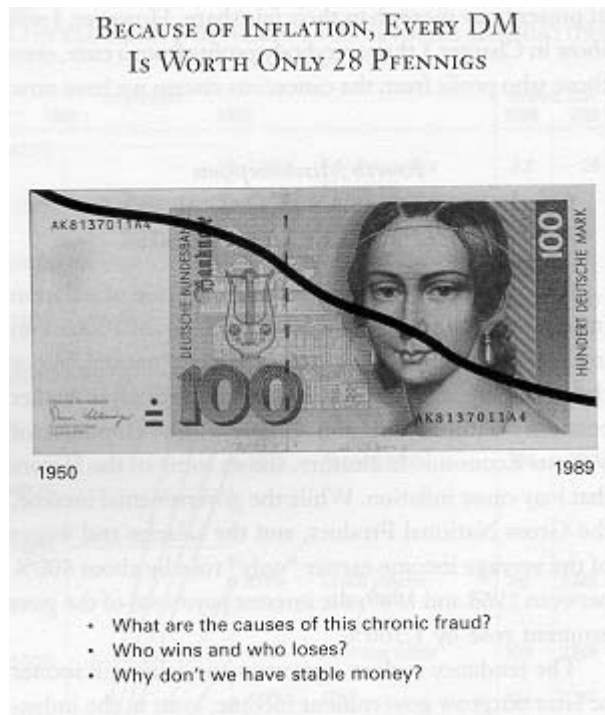 BECAUSE OF INFLATION, EVERY DM
IS WORTH ONLY 28 PFENNIGS
AK8137011A4
DEUTSCHE BUNDESBANK
Banknote
100
HUNDERT DEUTSCHE MARK
100
AK8137011A4
1950
1989
• What are the causes of this chronic fraud?
• Who wins and who loses?
• Why don't we have stable money?